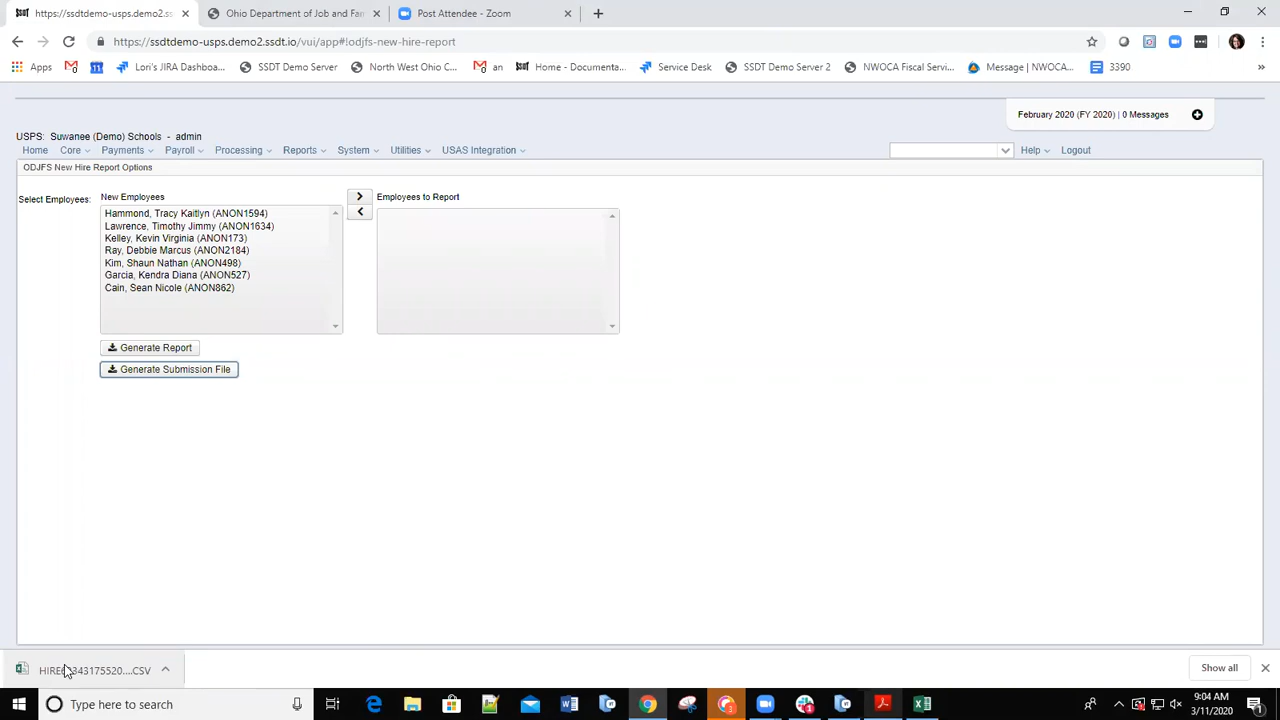 https://ssdtdemo-usps.demo2.ss
Ohio Department of Job and Fan
Post Attendee - Zoom
https://ssdtdemo-usps.demo2.ssdt.io/vui/app#!odjfs-new-hire-report
Apps
Lori's JIRA Dashboa...
SSDT Demo Server
North West Ohio C...
an
Home - Documenta...
Service Desk
SSDT Demo Server 2
NWOCA Fiscal Servi...
Message | NWOCA...
3390
February 2020 (FY 2020) | 0 Messages
USPS: Suwanee (Demo) Schools - admin
Home Core Payments Payroll Processing Reports System Utilities USAS Integration Help Logout
ODJFS New Hire Report Options
Select Employees:
New Employees
Employees to Report
Hammond, Tracy Kaitlyn (ANON1594)
Lawrence, Timothy Jimmy (ANON1634)
Kelley, Kevin Virginia (ANON173)
Ray, Debbie Marcus (ANON2184)
Kim, Shaun Nathan (ANON498)
Garcia, Kendra Diana (ANON527)
Cain, Sean Nicole (ANON862)
Generate Report
Generate Submission File
343175520....CSV
Show all
Type here to search
9:04 AM
3/11/2020